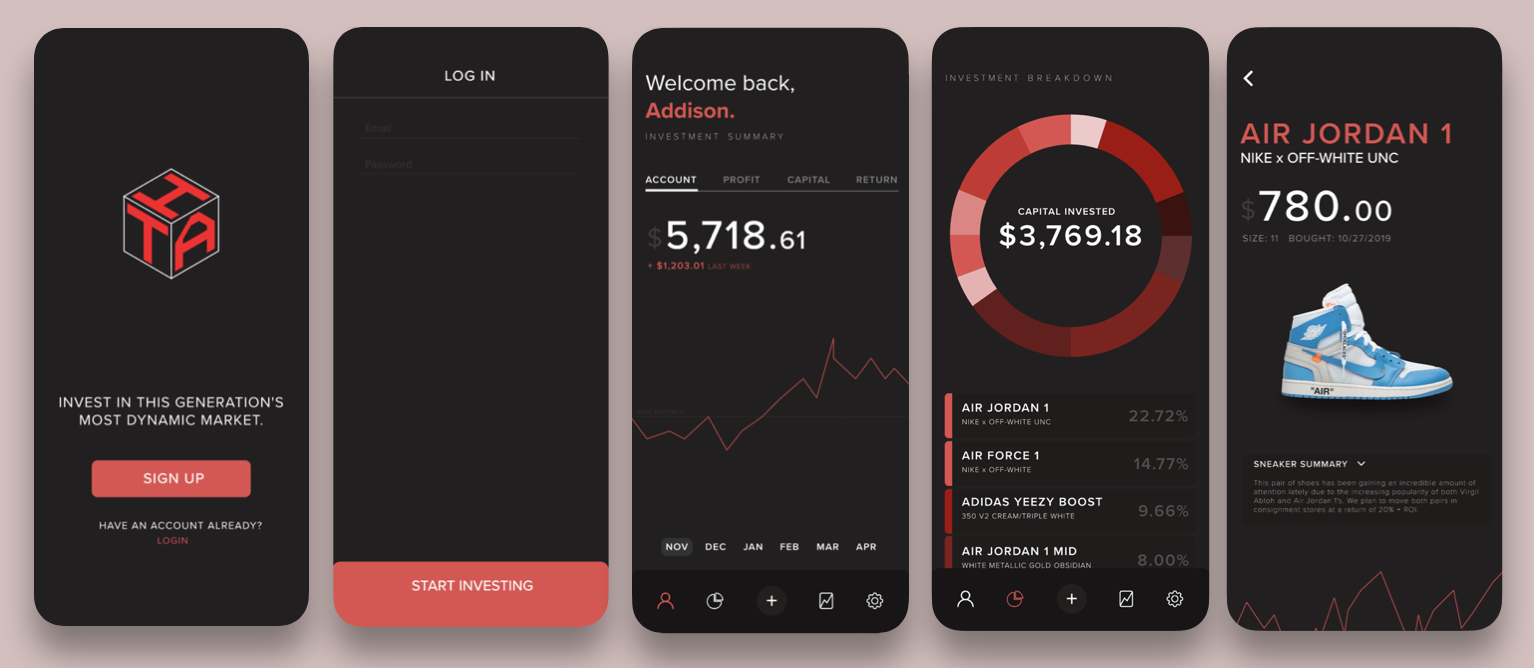 HTA
INVEST IN THIS GENERATION'S
MOST DYNAMIC MARKET.
SIGN UP
HAVE AN ACCOUNT ALREADY?
LOGIN
LOG IN
Email
Password
START INVESTING
Welcome back,
Addison.
INVESTMENT SUMMARY
ACCOUNT PROFIT CAPITAL RETURN
$5,718.61
+ $1,203.01 LAST WEEK
NOV DEC JAN FEB MAR APR
INVESTMENT BREAKDOWN
CAPITAL INVESTED
$3,769.18
AIR JORDAN 1
NIKE x OFF-WHITE UNC
22.72%
AIR FORCE 1
NIKE x OFF-WHITE
14.77%
ADIDAS YEEZY BOOST
350 V2 CREAM/TRIPLE WHITE
9.66%
AIR JORDAN 1 MID
WHITE METALLIC GOLD OBSIDIAN
8.00%
AIR JORDAN 1
NIKE x OFF-WHITE UNC
$780.00
SIZE: 11 BOUGHT: 10/27/2019
"AIR"
SNEAKER SUMMARY
This pair of shoes has been gaining an incredible amount of
attention lately due to the increasing popularity of both Virgil
Abloh and Air Jordan 1's. We plan to move both pairs in
consignment stores at a return of 20% + ROI.